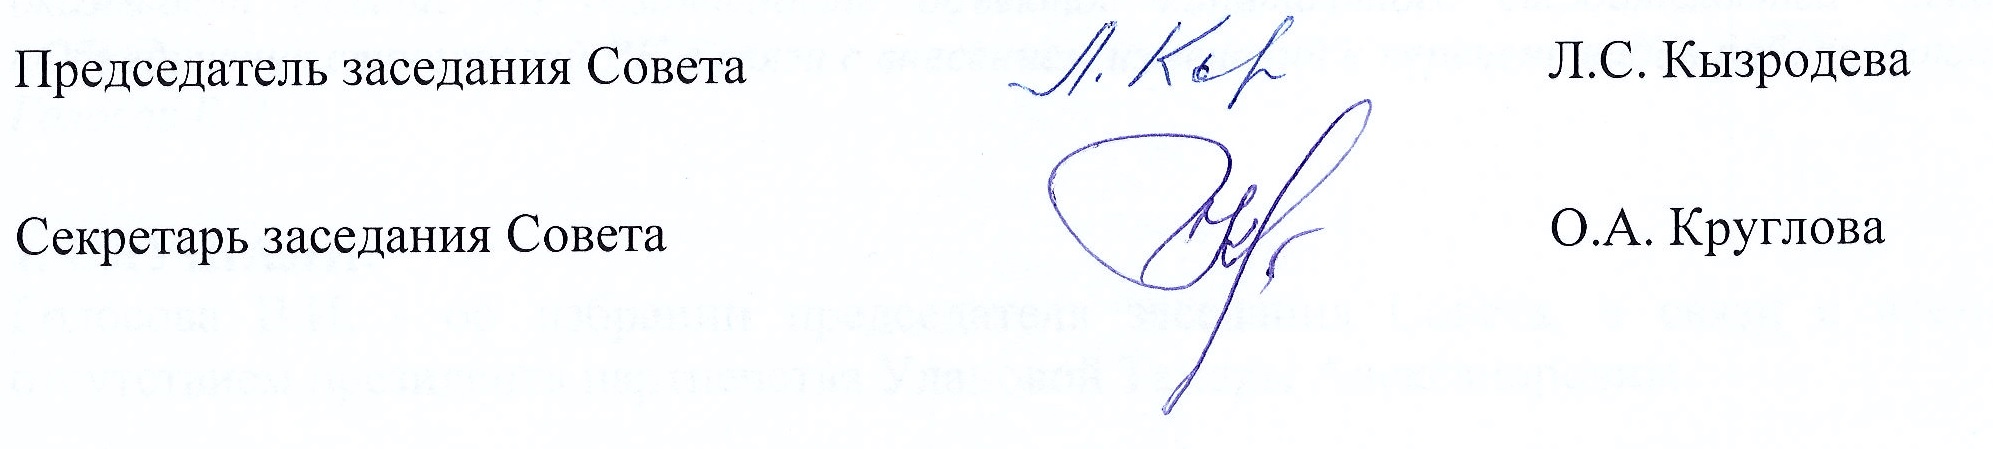 Председатель заседания Совета Л.С. Кызродева
Секретарь заседания Совета О.А. Круглова